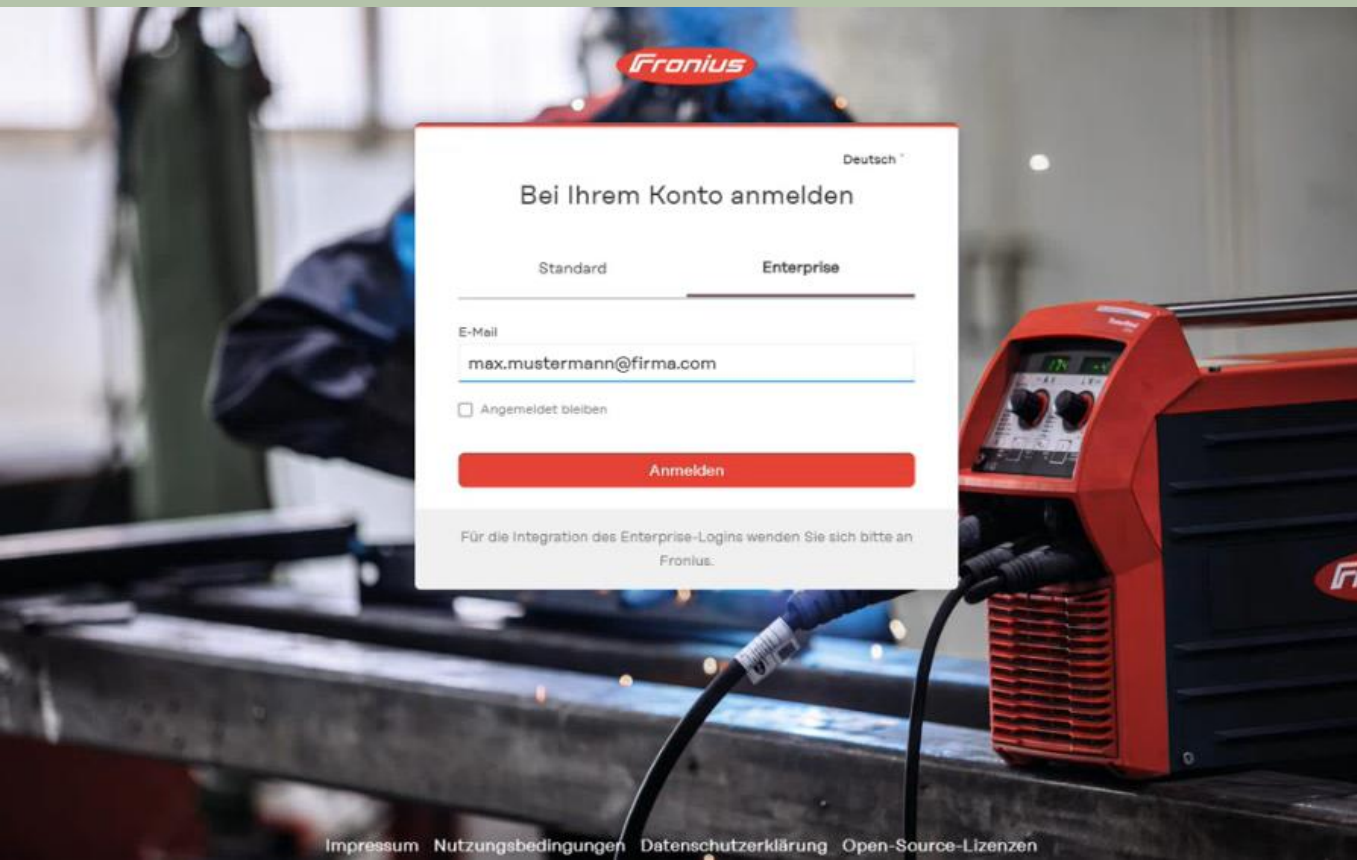 Fronius
Deutsch
Bei Ihrem Konto anmelden
Standard
Enterprise
E-Mail
max.mustermann@firma.com
Angemeldet bleiben
Anmelden
Für die Integration des Enterprise-Logins wenden Sie sich bitte an
Fronius.
Impressum Nutzungsbedingungen Datenschutzerklärung Open-Source-Lizenzen